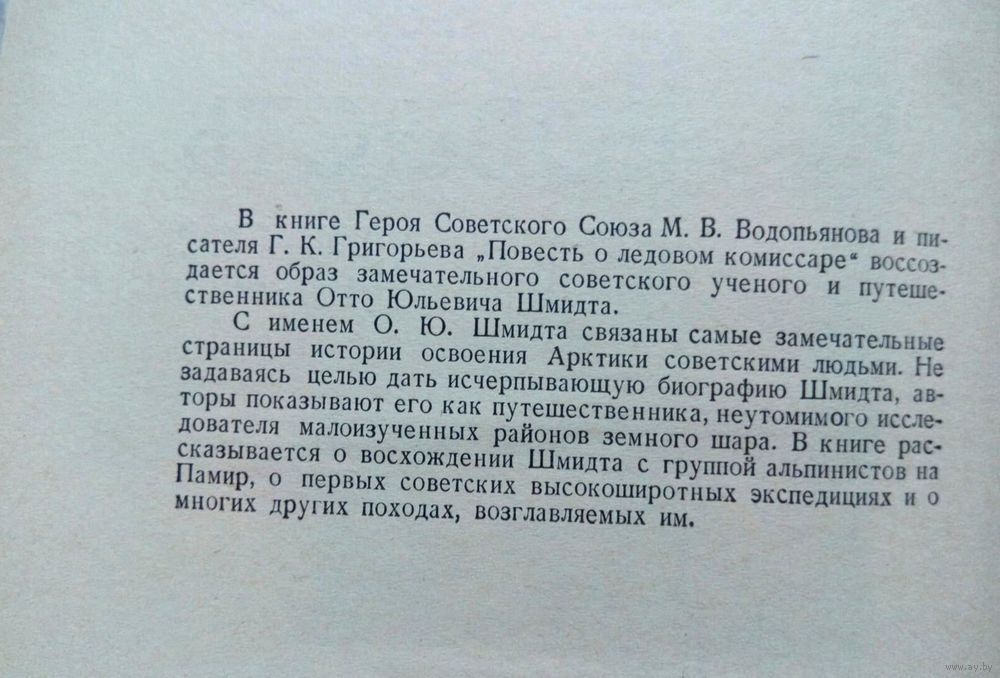 В книге Героя Советского Союза М. В. Водопьянова и пи-
сателя Г. К. Григорьева „Повесть о ледовом комиссаре“ воссоз-
дается образ замечательного советского ученого и путеше-
ственника Отто Юльевича Шмидта.
С именем О. Ю. Шмидта связаны самые замечательные
страницы истории освоения Арктики советскими людьми. Не
задаваясь целью дать исчерпывающую биографию Шмидта, ав-
торы показывают его как путешественника, неутомимого иссле-
дователя малоизученных районов земного шара. В книге рас-
сказывается о восхождении Шмидта с группой альпинистов на
Памир, о первых советских высокоширотных экспедициях и о
многих других походах, возглавляемых им.
www.ay.by